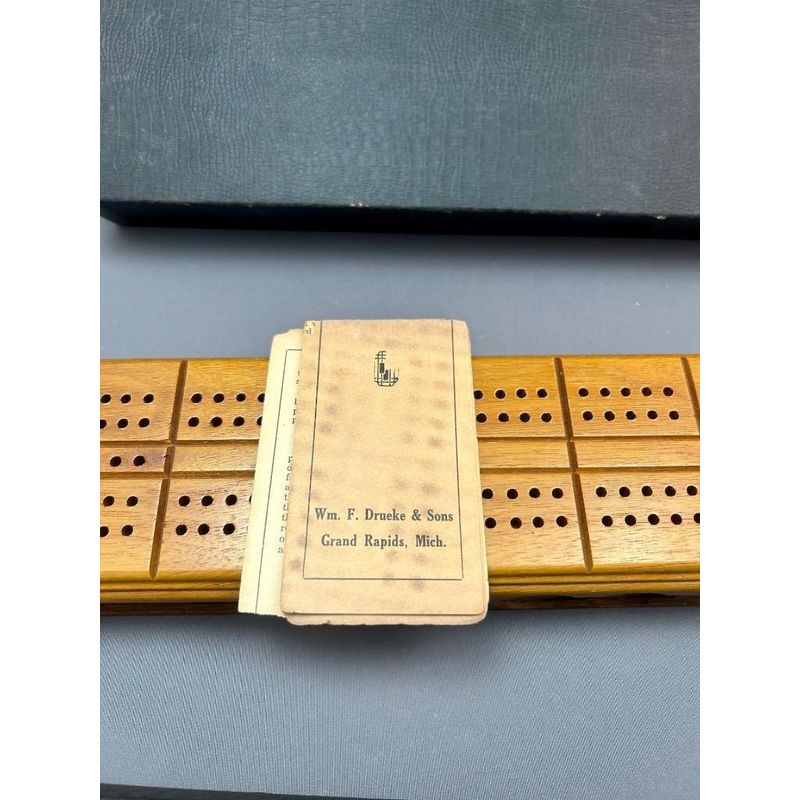 Wm. F. Drueke & Sons
Grand Rapids, Mich.